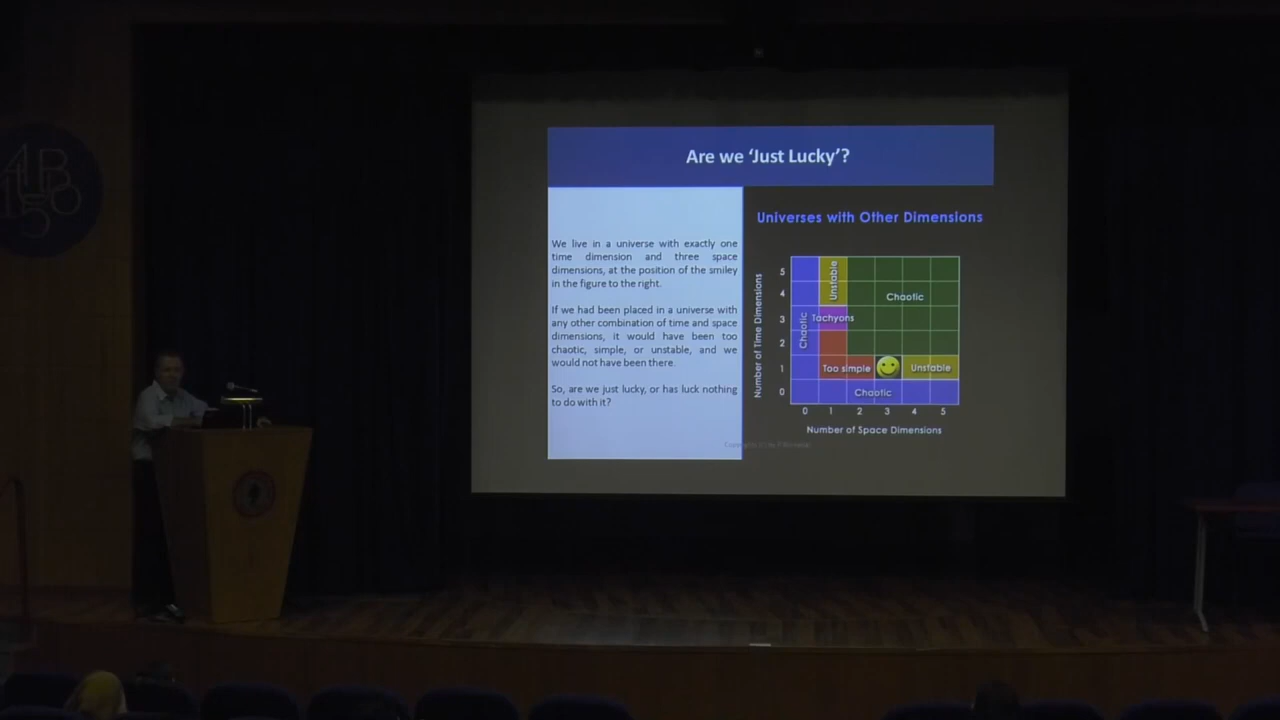 Are we ‘Just Lucky’?
We live in a universe with exactly one
time dimension and three space
dimensions, at the position of the smiley
in the figure to the right.
If we had been placed in a universe with
any other combination of time and space
dimensions, it would have been too
chaotic, simple, or unstable, and we
would not have been there.
So, are we just lucky, or has luck nothing
to do with it?
Universes with Other Dimensions
Number of Time Dimensions
5
4
3
2
1
0
Chaotic
Unstable
Tachyons
Chaotic
Too simple
Unstable
Chaotic
0 1 2 3 4 5
Number of Space Dimensions